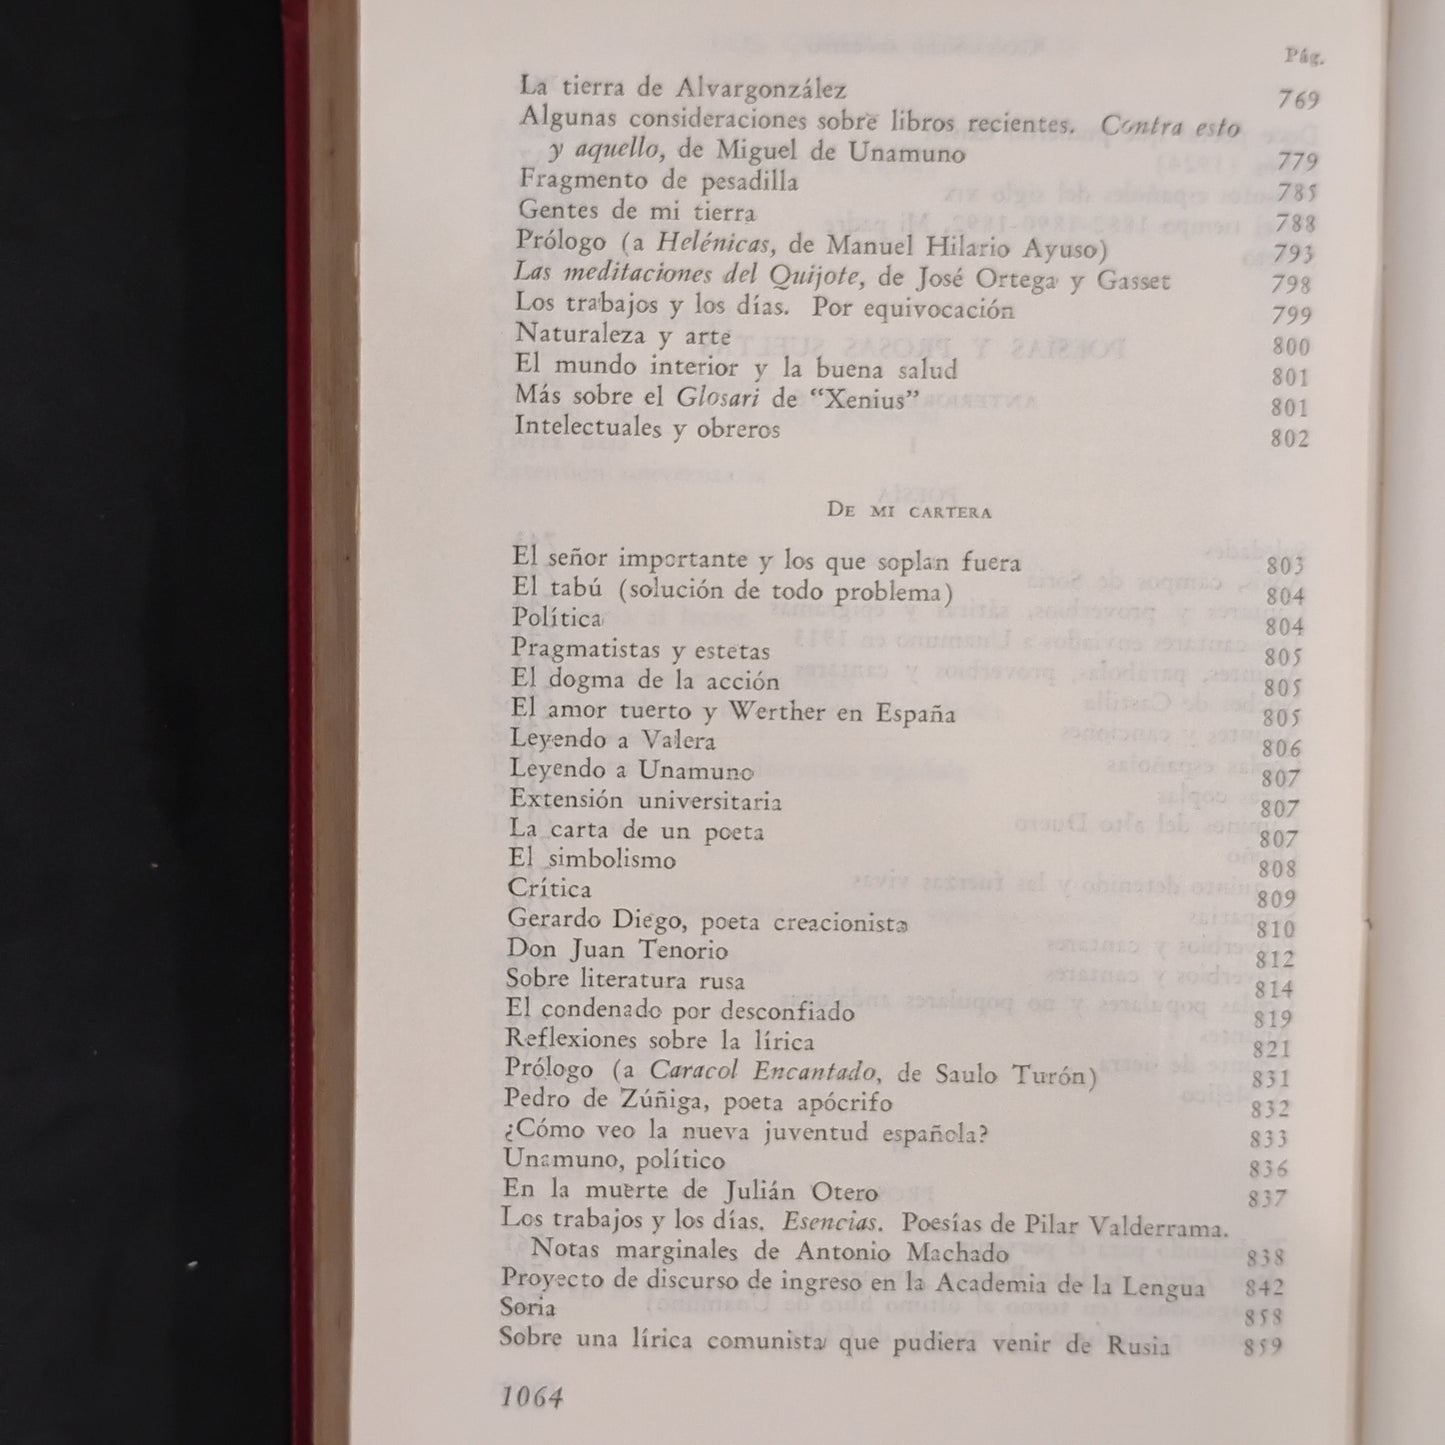 Pág.
La tierra de Alvargonzález 769
Algunas consideraciones sobre libros recientes. Contra esto
y aquello, de Miguel de Unamuno 779
Fragmento de pesadilla 785
Gentes de mi tierra 788
Prólogo (a Helénicas, de Manuel Hilario Ayuso) 793
Las meditaciones del Quijote, de José Ortega y Gasset 798
Los trabajos y los días. Por equivocación 799
Naturaleza y arte 800
El mundo interior y la buena salud 801
Más sobre el Glosari de “Xenius” 801
Intelectuales y obreros 802
De mi cartera
El señor importante y los que soplan fuera 803
El tabú (solución de todo problema) 804
Política 804
Pragmatistas y estetas 805
El dogma de la acción 805
El amor tuerto y Werther en España 805
Leyendo a Valera 806
Leyendo a Unamuno 807
Extensión universitaria 807
La carta de un poeta 807
El simbolismo 808
Crítica 809
Gerardo Diego, poeta creacionista 810
Don Juan Tenorio 812
Sobre literatura rusa 814
El condenado por desconfiado 819
Reflexiones sobre la lírica 821
Prólogo (a Caracol Encantado, de Saulo Turón) 831
Pedro de Zúñiga, poeta apócrifo 832
¿Cómo veo la nueva juventud española? 833
Unamuno, político 836
En la muerte de Julián Otero 837
Los trabajos y los días. Esencias. Poesías de Pilar Valderrama.
Notas marginales de Antonio Machado 838
Proyecto de discurso de ingreso en la Academia de la Lengua 842
Soria 858
Sobre una lírica comunista que pudiera venir de Rusia 859
1064